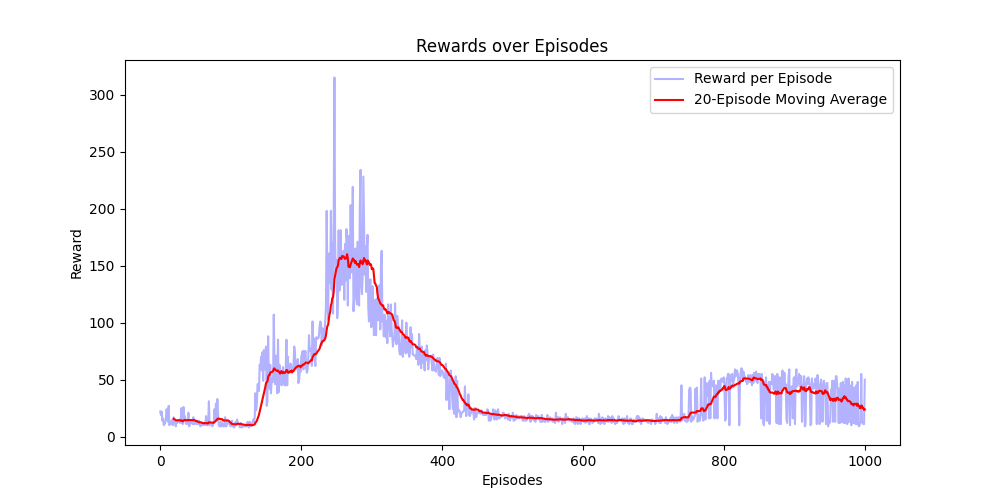 Rewards over Episodes
Reward per Episode
20-Episode Moving Average
300
250
200
150
100
50
0
Reward
0 200 400 600 800 1000
Episodes